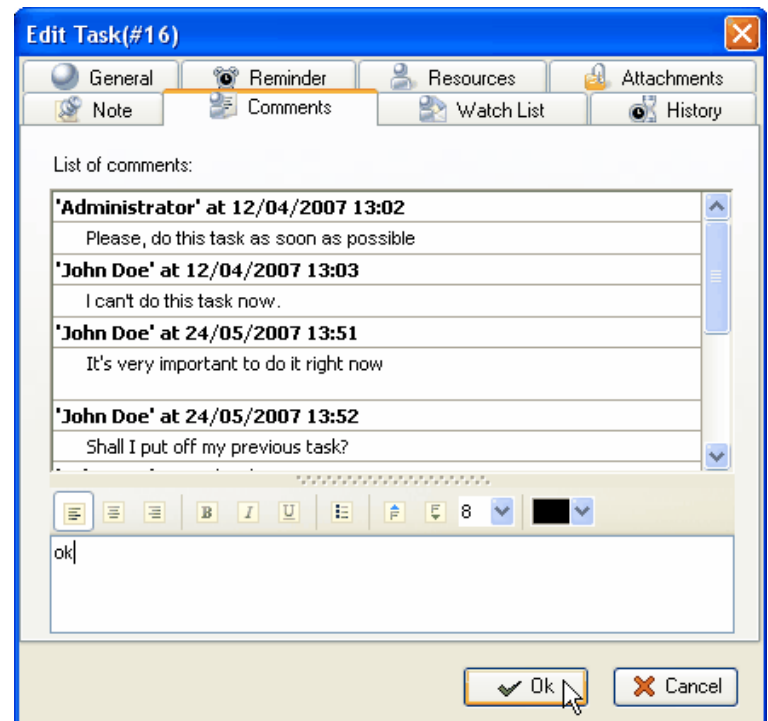 Edit Task(#16)
General Reminder Resources Attachments
Note Comments Watch List History
List of comments:
'Administrator' at 12/04/2007 13:02
Please, do this task as soon as possible
'John Doe' at 12/04/2007 13:03
I can't do this task now.
'John Doe' at 24/05/2007 13:51
It's very important to do it right now
'John Doe' at 24/05/2007 13:52
Shall I put off my previous task?
B I U 8
ok
Ok Cancel